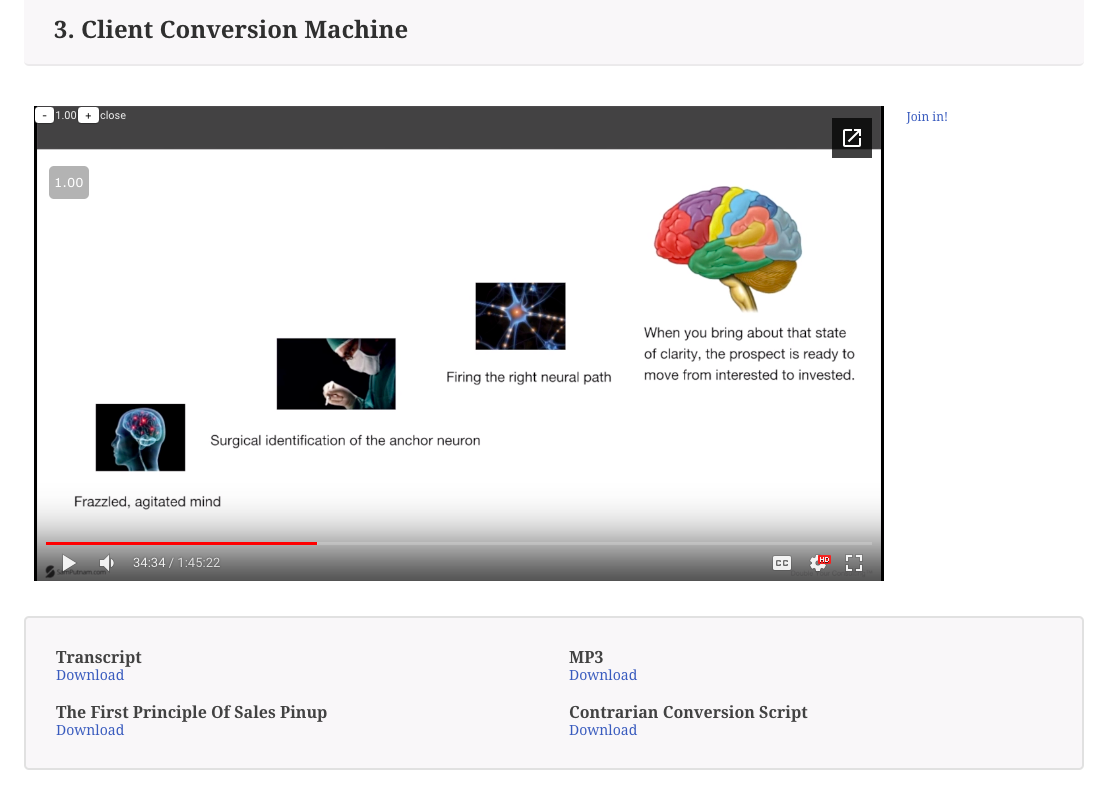 3. Client Conversion Machine
- 1.00 + close
Join in!
1.00
When you bring about that state
of clarity, the prospect is ready to
move from interested to invested.
Firing the right neural path
Surgical identification of the anchor neuron
Frazzled, agitated mind
34:34 / 1:45:22
CC
HD
Transcript
Download
MP3
Download
The First Principle Of Sales Pinup
Download
Contrarian Conversion Script
Download